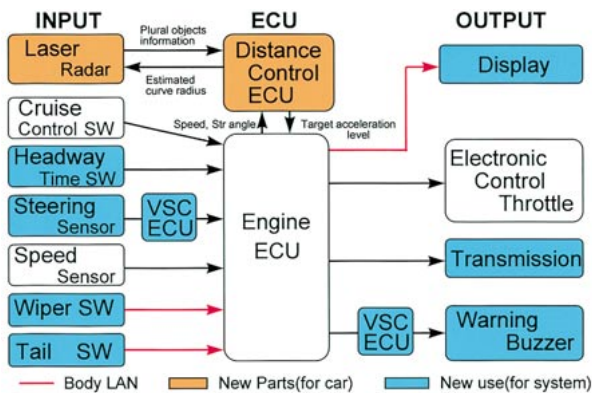 INPUT
ECU
OUTPUT
Laser
Radar
Plural objects
information
Estimated
curve radius
Distance
Control
ECU
Display
Cruise
Control SW
Speed, Str angle
Target acceleration
level
Headway
Time SW
Steering
Sensor
VSC
ECU
Engine
ECU
Electronic
Control
Throttle
Speed
Sensor
Transmission
Wiper SW
Tail SW
VSC
ECU
Warning
Buzzer
Body LAN
New Parts(for car)
New use(for system)